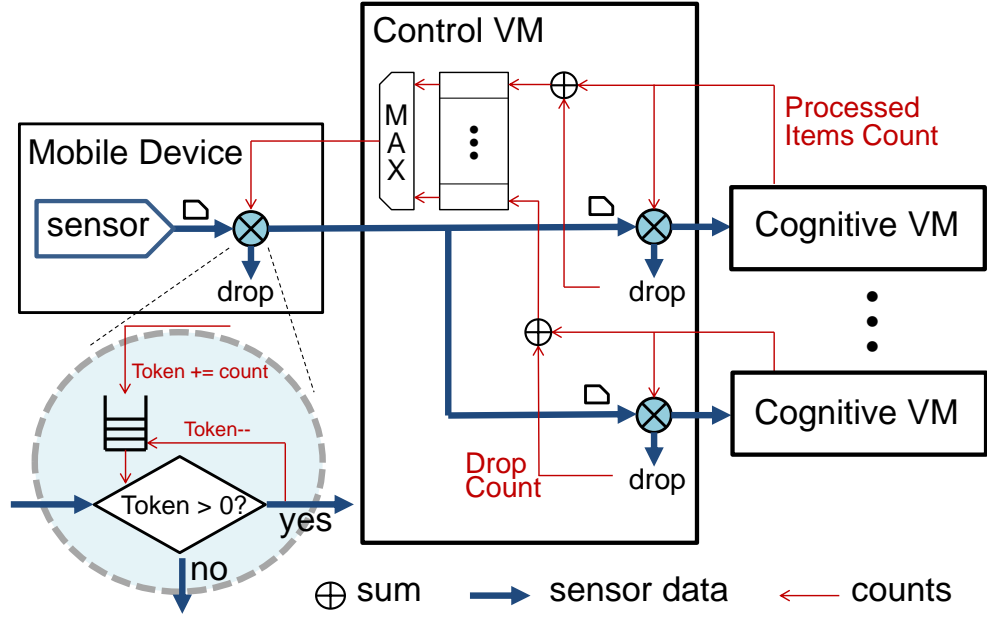 Control VM
M
A
X
Processed
Items Count
Mobile Device
sensor
drop
drop
Cognitive VM
Token += count
Token--
Token > 0?
yes
no
Drop
Count
drop
Cognitive VM
sum
sensor data
counts